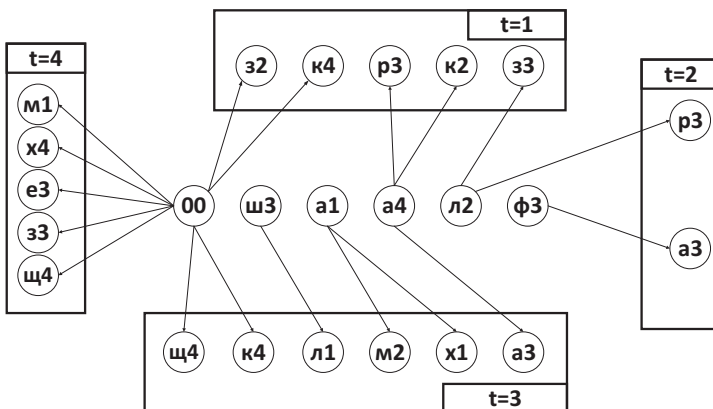 t=1
t=4
з2 к4 р3 к2 з3
t=2
м1
р3
х4
е3
00 ш3 а1 а4 л2 ф3
з3
а3
щ4
щ4 к4 л1 м2 х1 а3
t=3